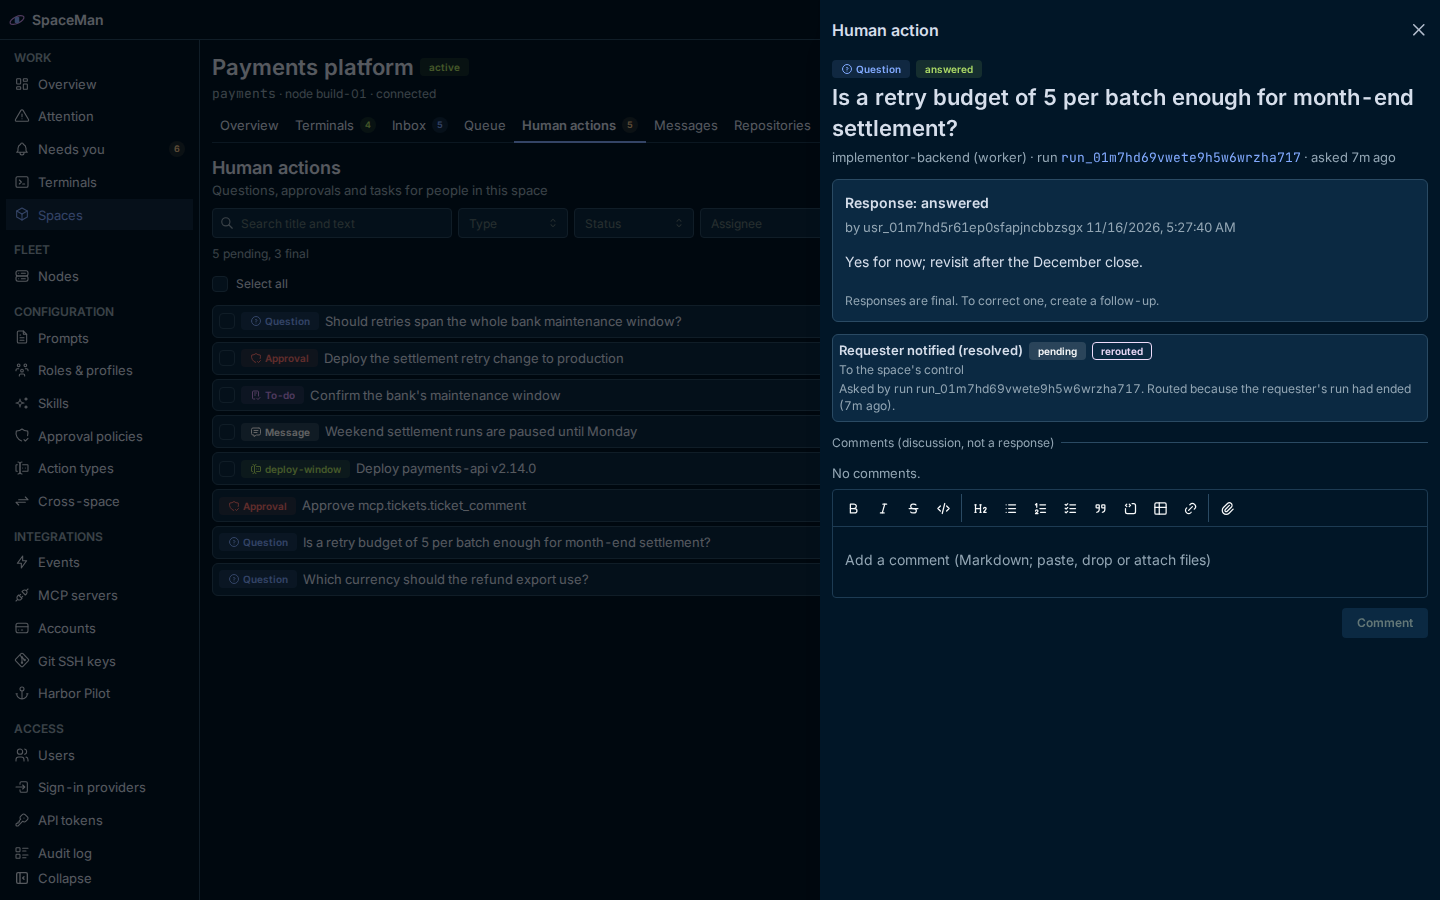 SpaceMan
WORK
Overview
Attention
Needs you 6
Terminals
Spaces
FLEET
Nodes
CONFIGURATION
Prompts
Roles & profiles
Skills
Approval policies
Action types
Cross-space
INTEGRATIONS
Events
MCP servers
Accounts
Git SSH keys
Harbor Pilot
ACCESS
Users
Sign-in providers
API tokens
Audit log
Collapse
Payments platform active
payments · node build-01 · connected
Overview Terminals 4 Inbox 5 Queue Human actions 5 Messages Repositories
Human actions
Questions, approvals and tasks for people in this space
Search title and text Type Status Assignee
5 pending, 3 final
Select all
Question Should retries span the whole bank maintenance window?
Approval Deploy the settlement retry change to production
To-do Confirm the bank's maintenance window
Message Weekend settlement runs are paused until Monday
deploy-window Deploy payments-api v2.14.0
Approval Approve mcp.tickets.ticket_comment
Question Is a retry budget of 5 per batch enough for month-end settlement?
Question Which currency should the refund export use?
Human action
Question answered
Is a retry budget of 5 per batch enough for month-end
settlement?
implementor-backend (worker) · run run_01m7hd69vwete9h5w6wrzha717 · asked 7m ago
Response: answered
by usr_01m7hd5r61ep0sfapjncbbzsgx 11/16/2026, 5:27:40 AM
Yes for now; revisit after the December close.
Responses are final. To correct one, create a follow-up.
Requester notified (resolved) pending rerouted
To the space's control
Asked by run run_01m7hd69vwete9h5w6wrzha717. Routed because the requester's run had ended
(7m ago).
Comments (discussion, not a response)
No comments.
Add a comment (Markdown; paste, drop or attach files)
Comment